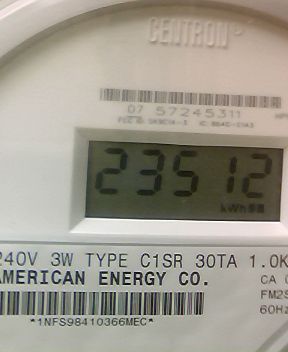 CENTRON
07 57245311
23512
kWh
240V 3W TYPE C1SR 30TA 1.0K
AMERICAN ENERGY CO.
CA
FM2S
60Hz
*1NFS98410366MEC*